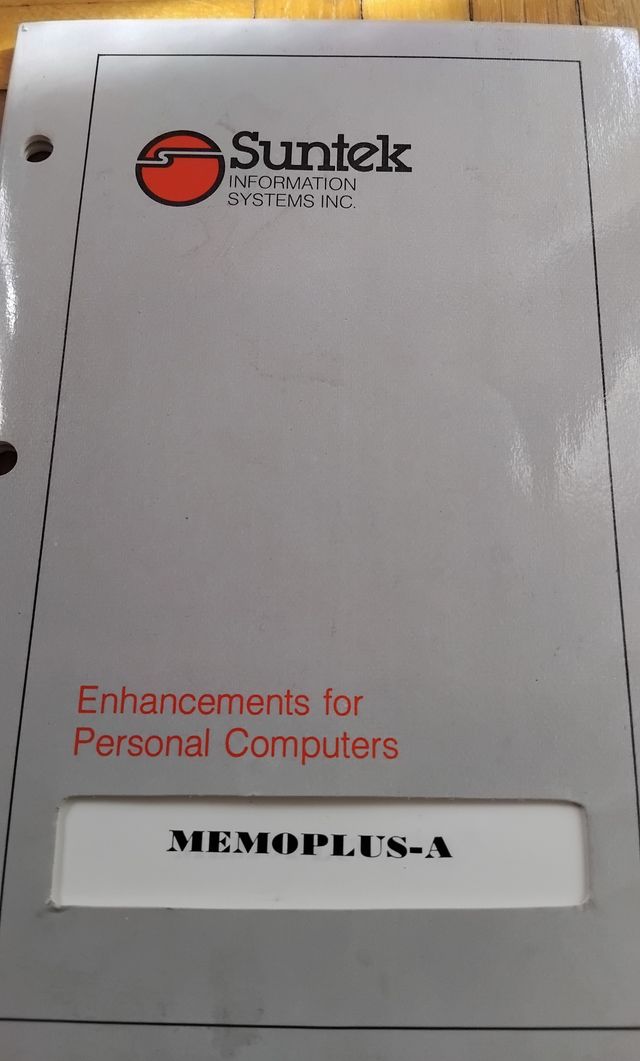 Suntek
INFORMATION
SYSTEMS INC.
Enhancements for
Personal Computers
MEMOPLUS-A